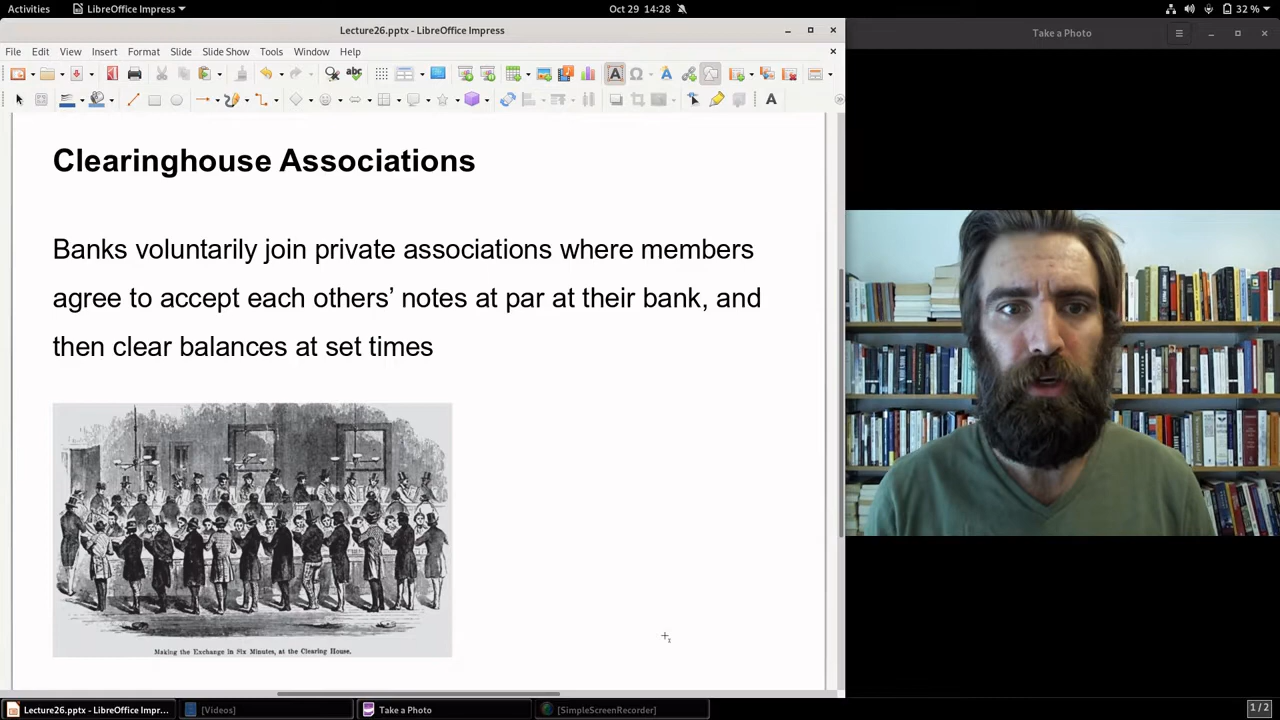 Activities
LibreOffice Impress
Oct 29 14:28
32 %
Lecture26.pptx - LibreOffice Impress
Take a Photo
File Edit View Insert Format Slide Slide Show Tools Window Help
Clearinghouse Associations
Banks voluntarily join private associations where members
agree to accept each others’ notes at par at their bank, and
then clear balances at set times
Making the Exchange in Six Minutes, at the Clearing House.
Lecture26.pptx - LibreOffice Impr...
[Videos]
Take a Photo
[SimpleScreenRecorder]
1 / 2